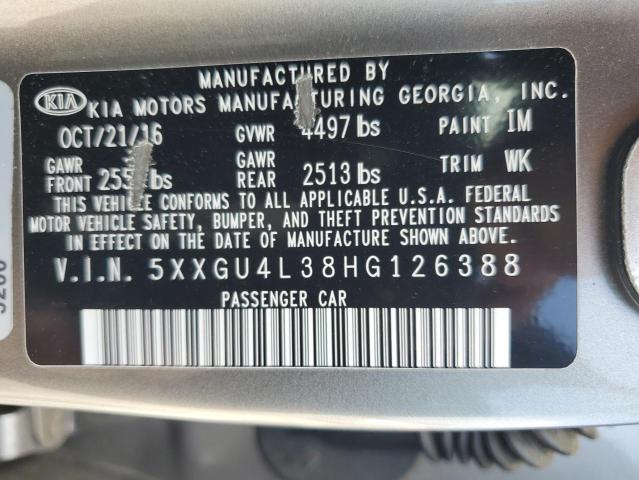 MANUFACTURED BY
KIA KIA MOTORS MANUFACTURING GEORGIA, INC.
OCT/21/16 GVWR 4497 lbs PAINT IM
GAWR FRONT lbs GAWR REAR 2513 lbs TRIM WK
THIS VEHICLE CONFORMS TO ALL APPLICABLE U.S.A. FEDERAL
MOTOR VEHICLE SAFETY, BUMPER, AND THEFT PREVENTION STANDARDS
IN EFFECT ON THE DATE OF MANUFACTURE SHOWN ABOVE.
V.I.N. 5XXGU4L38HG126388
PASSENGER CAR